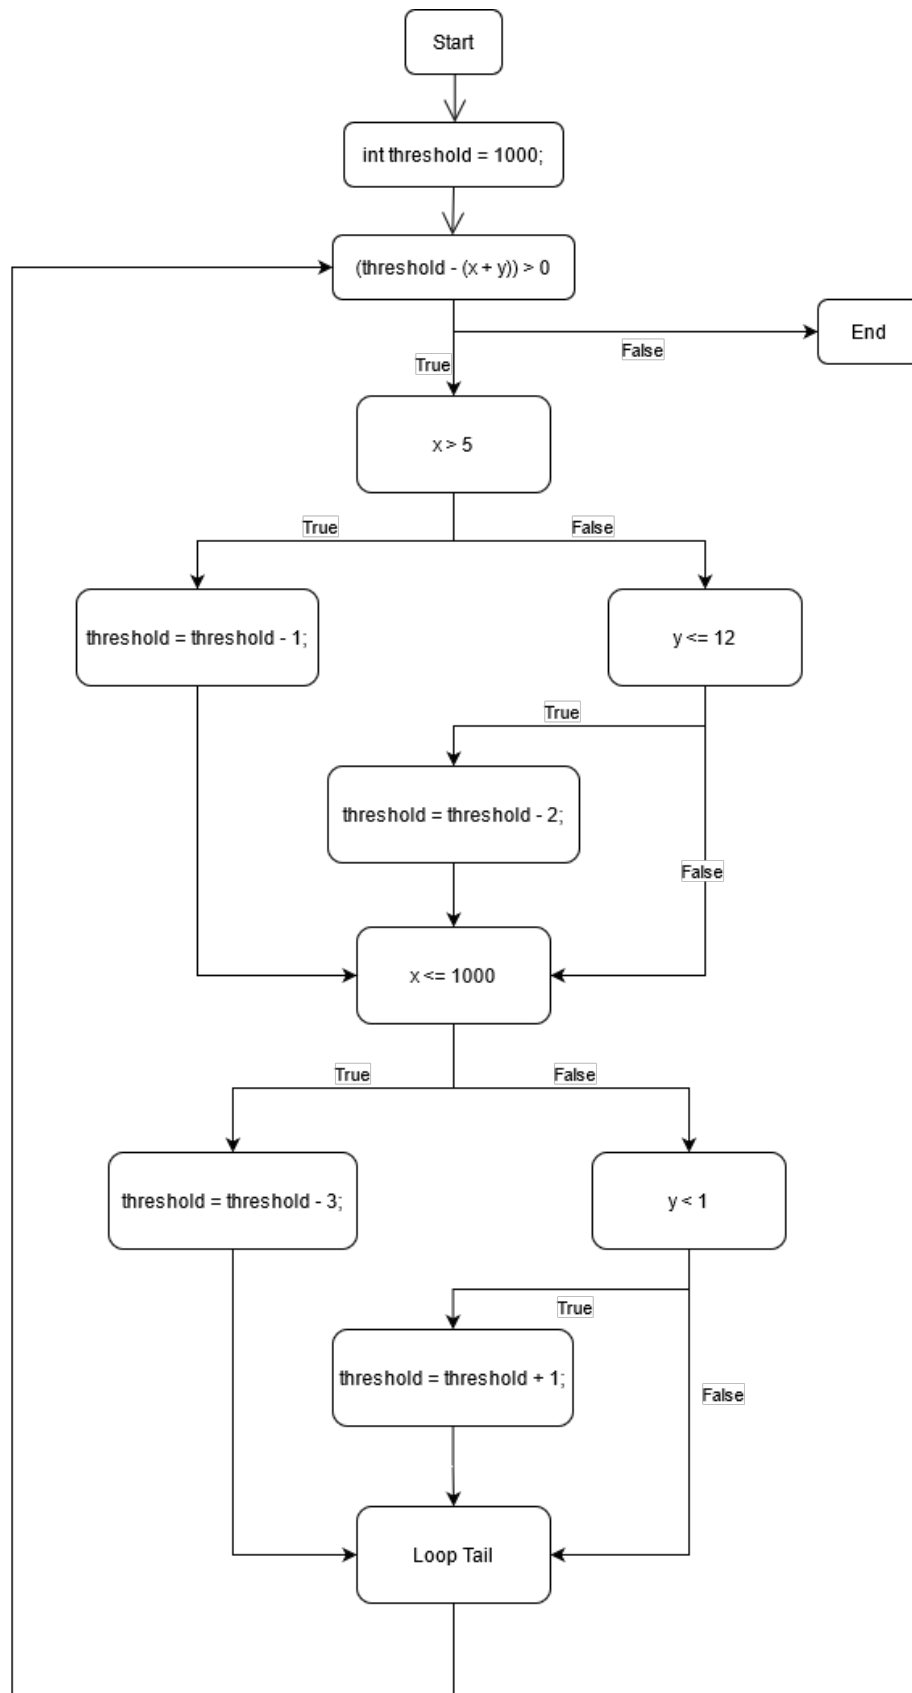 Start
int threshold = 1000;
(threshold - (x + y)) > 0
End
False
True
x > 5
True
False
threshold = threshold - 1;
y <= 12
True
threshold = threshold - 2;
False
x <= 1000
True
False
threshold = threshold - 3;
y < 1
True
threshold = threshold + 1;
False
Loop Tail